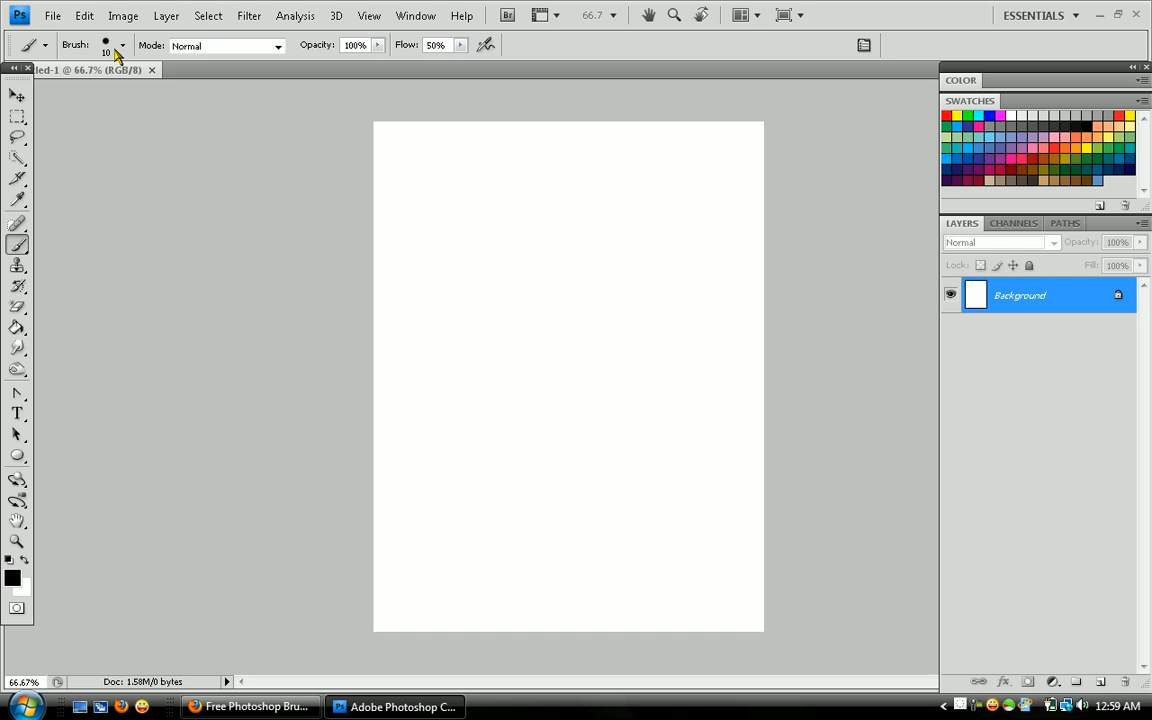 Ps File Edit Image Layer Select Filter Analysis 3D View Window Help Br 66.7 ESSENTIALS
Brush: 10 Mode: Normal Opacity: 100% Flow: 50%
led-1 @ 66.7% (RGB/8)
COLOR
SWATCHES
LAYERS CHANNELS PATHS
Normal Opacity: 100%
Lock: Fill: 100%
Background
T
66.67% Doc: 1.58M/0 bytes
Free Photoshop Bru... Ps Adobe Photoshop C... 12:59 AM